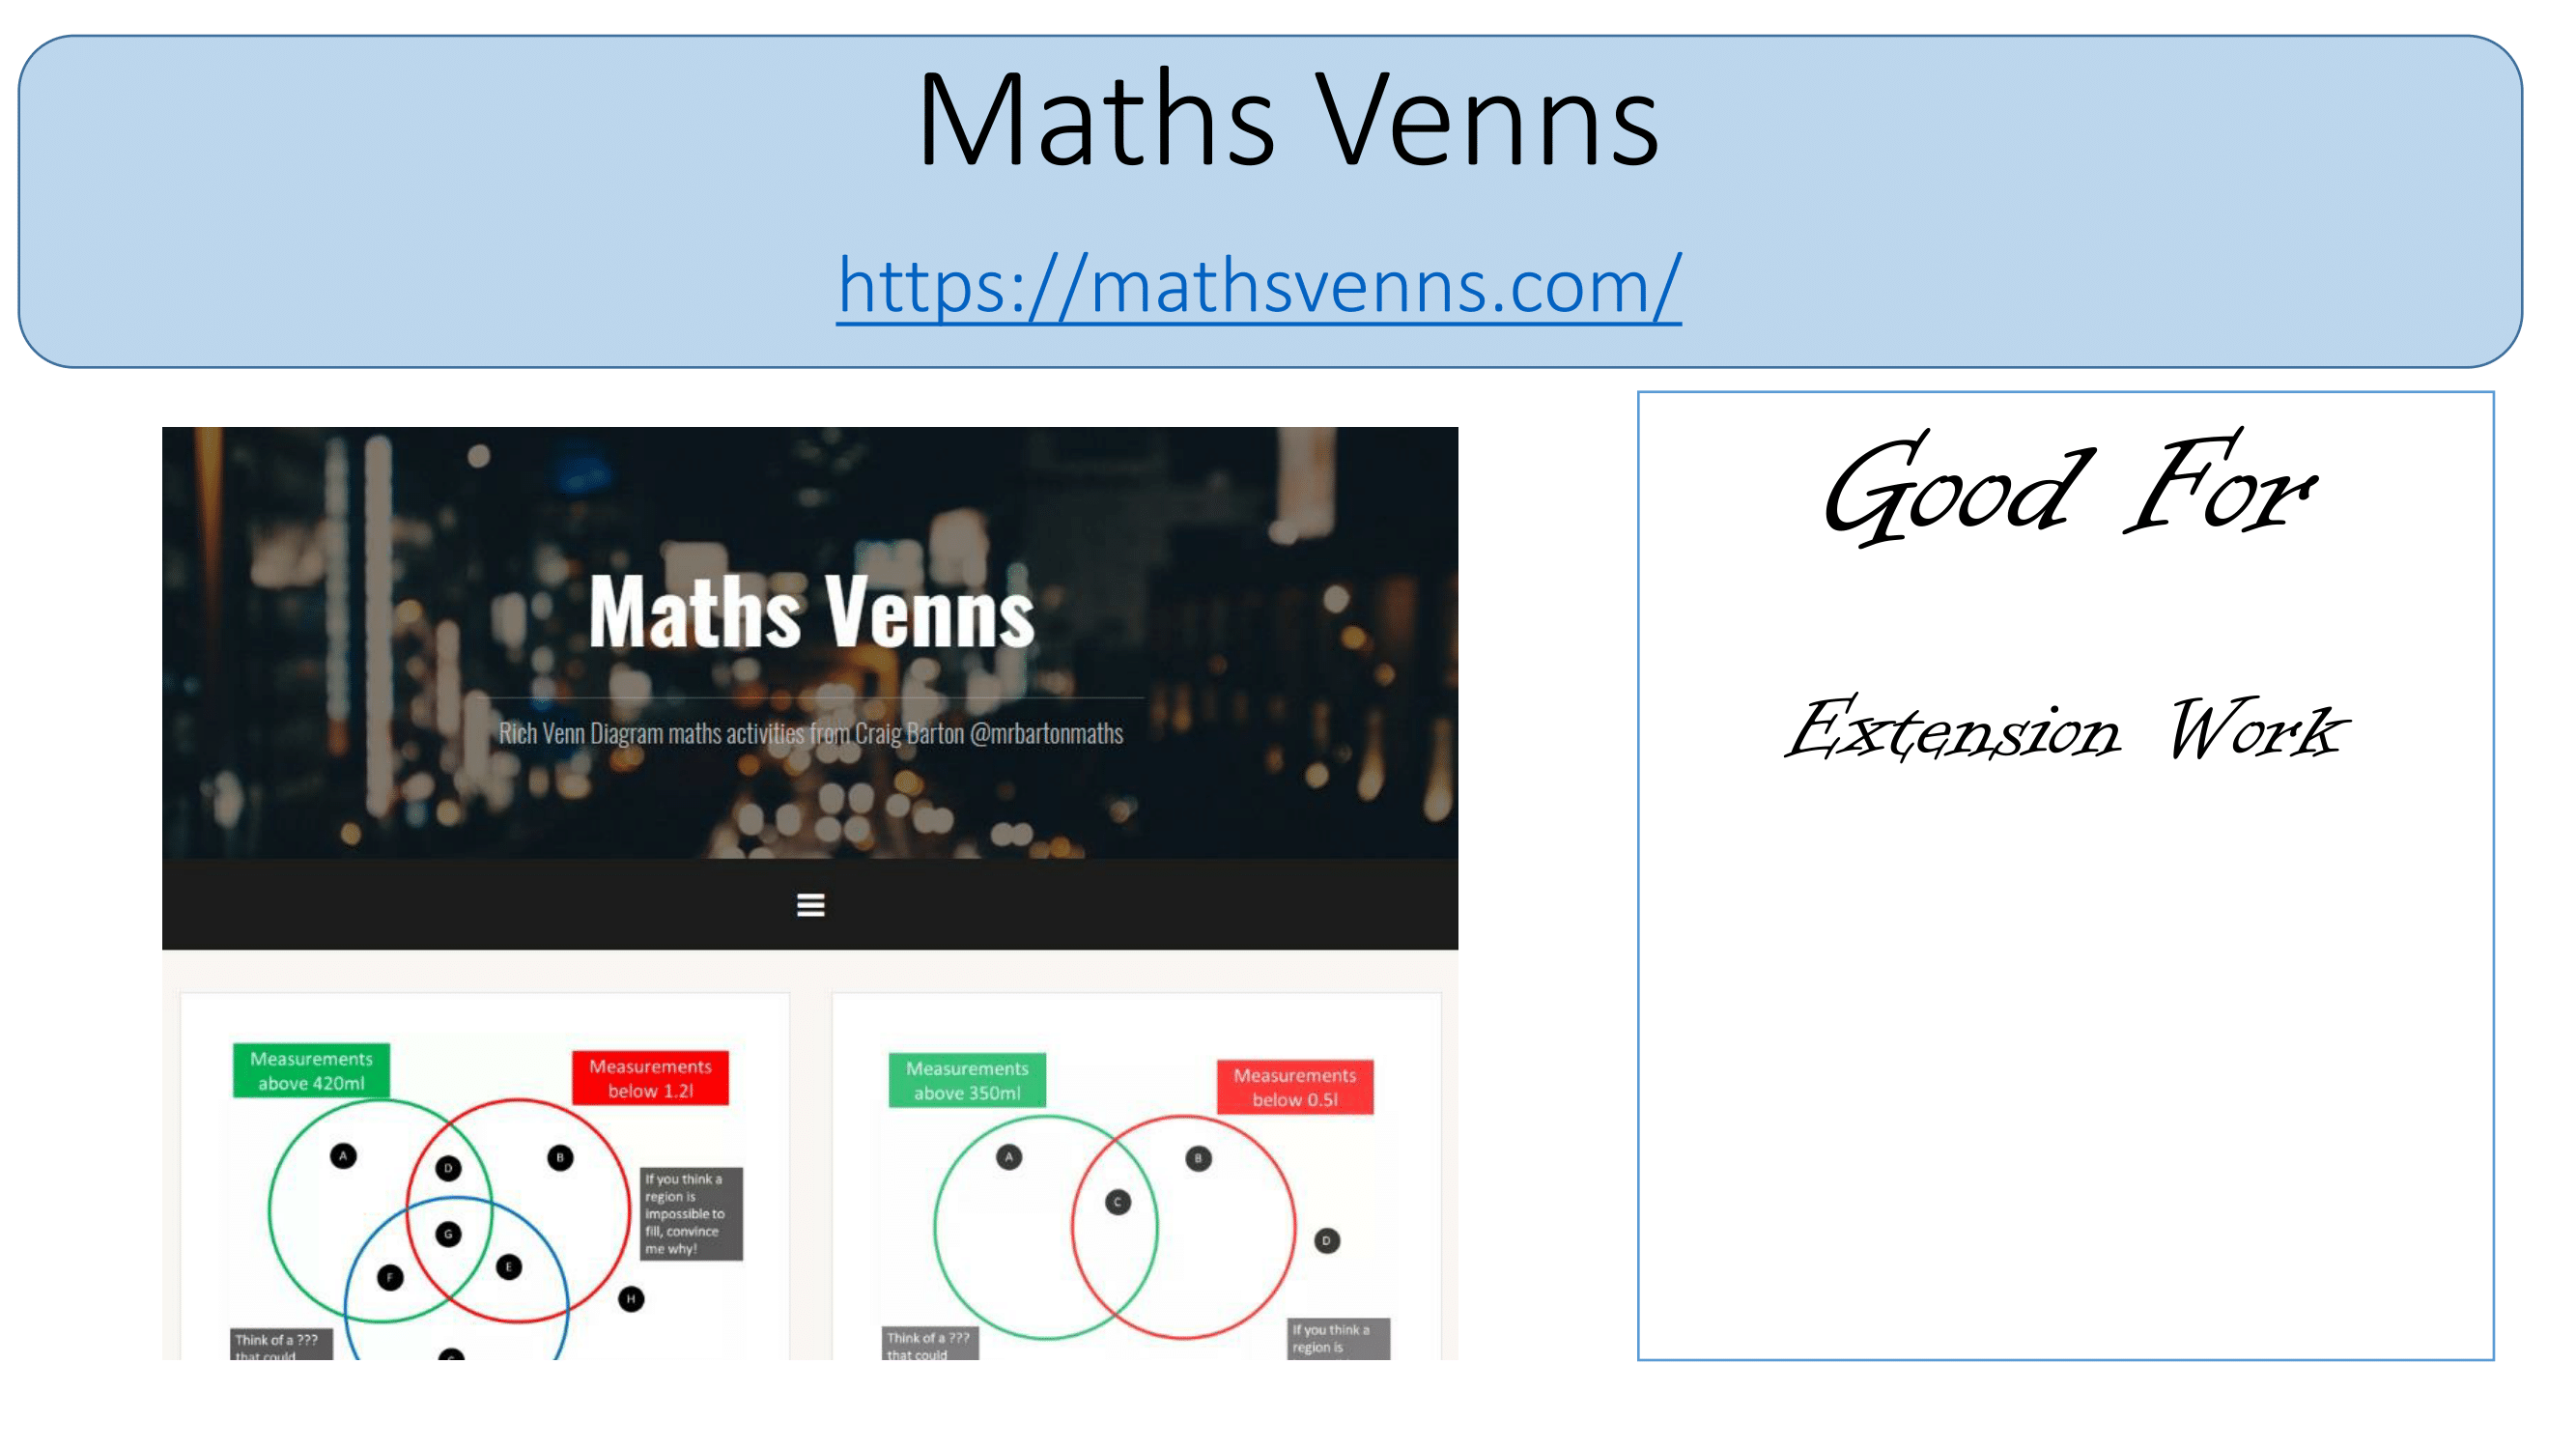 Maths Venns
https://mathsvenns.com/
Maths Venns
Rich Venn Diagram maths activities from Craig Barton @mrbartonmaths
Measurements
above 420ml
Measurements
below 1.2l
A
D
B
G
F
E
H
If you think a
region is
impossible to
fill, convince
me why!
Think of a ???
that could
Measurements
above 350ml
Measurements
below 0.5l
A
B
C
D
Think of a ???
that could
If you think a
region is
Good For
Extension Work